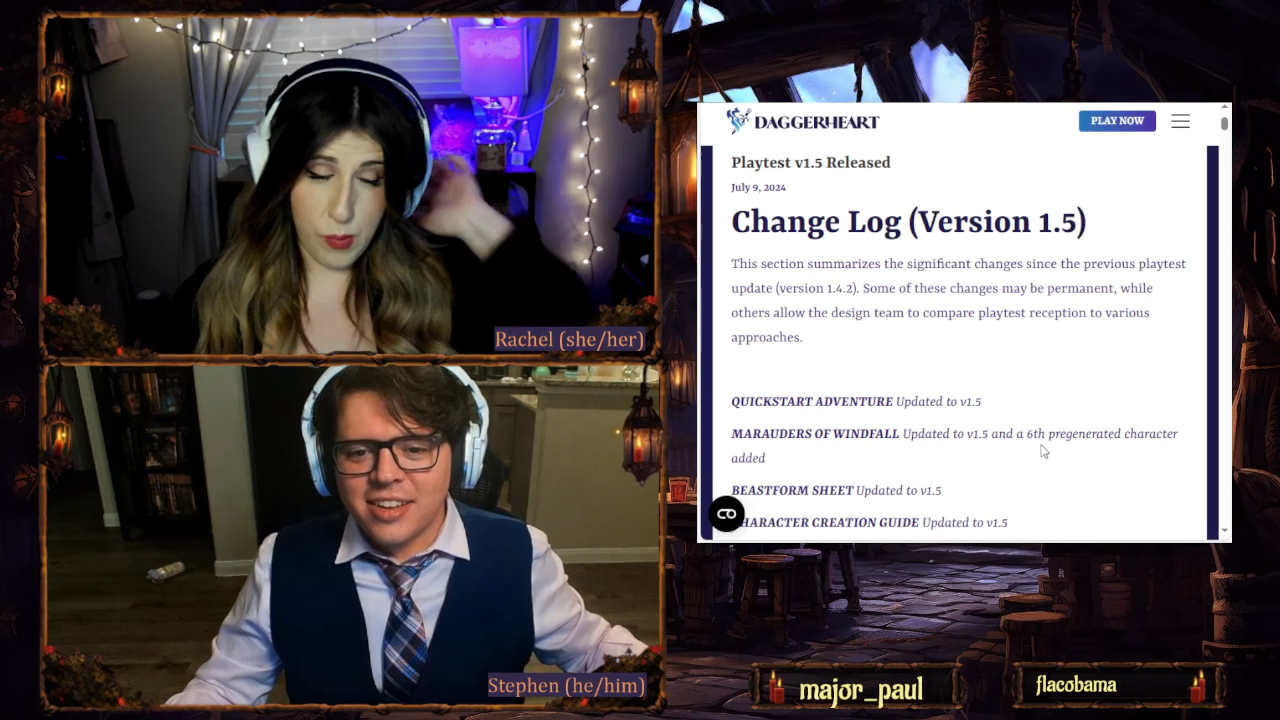 Rachel (she/her)
Stephen (he/him)
DAGGERHEART
PLAY NOW
Playtest v1.5 Released
July 9, 2024
Change Log (Version 1.5)
This section summarizes the significant changes since the previous playtest
update (version 1.4.2). Some of these changes may be permanent, while
others allow the design team to compare playtest reception to various
approaches.
QUICKSTART ADVENTURE Updated to v1.5
MARAUDERS OF WINDFALL Updated to v1.5 and a 6th pregenerated character
added
BEASTFORM SHEET Updated to v1.5
HARACTER CREATION GUIDE Updated to v1.5
major_paul
flacobama